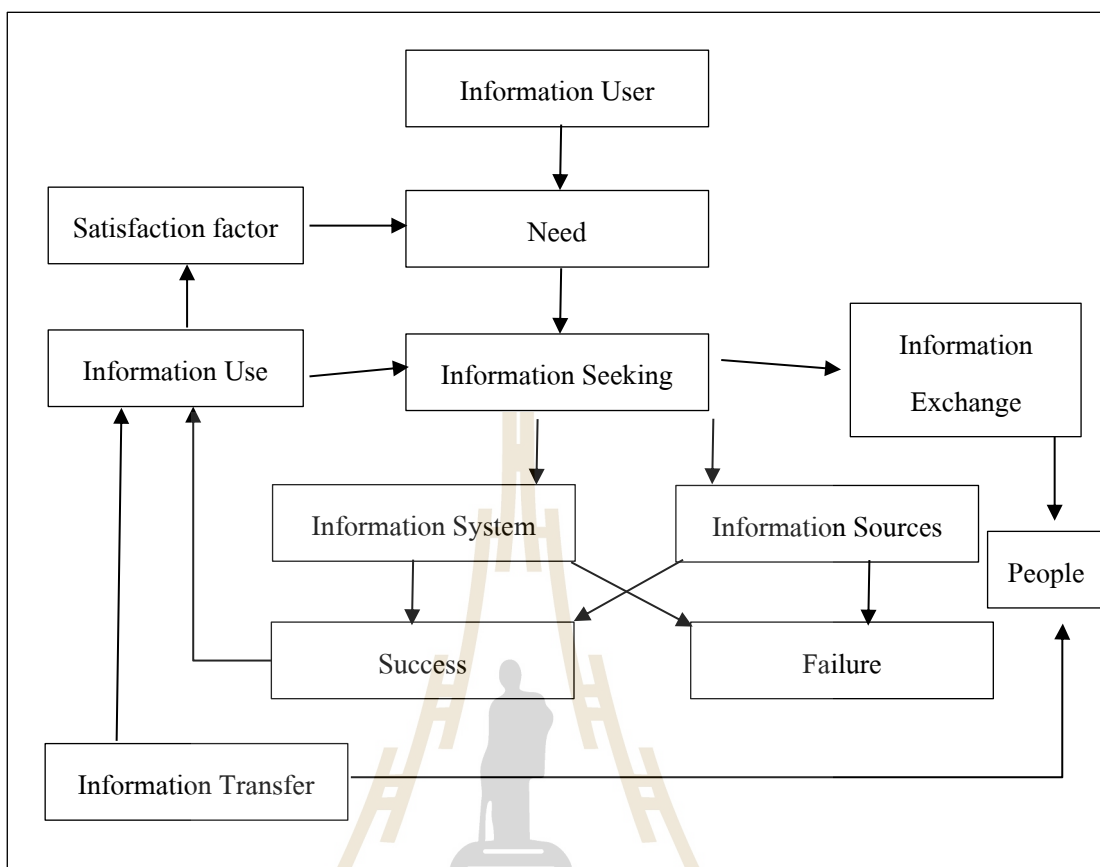 Information User
Satisfaction factor
Need
Information Use
Information Seeking
Information
Exchange
Information System
Information Sources
People
Success
Failure
Information Transfer